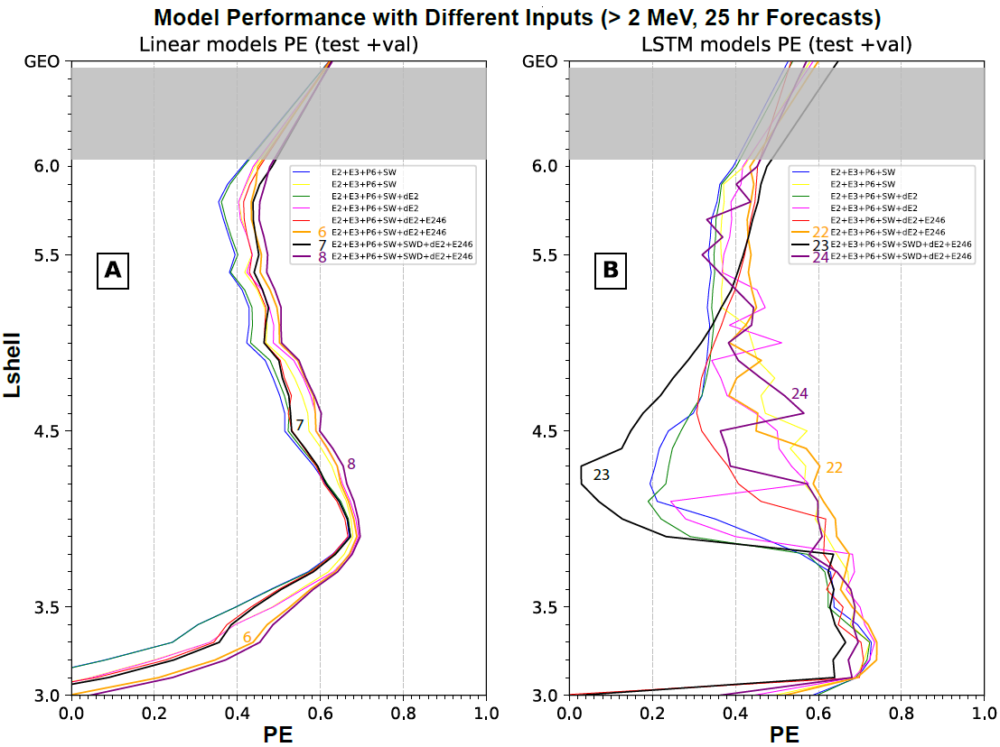 Model Performance with Different Inputs (> 2 MeV, 25 hr Forecasts)
Linear models PE (test +val)
GEO
6.0
5.5
4.5
3.5
3.0
Lshell
A
E2+E3+P6+SW
E2+E3+P6+SW
E2+E3+P6+SW+dE2
E2+E3+P6+SW+dE2
E2+E3+P6+SW+dE2+E246
6 E2+E3+P6+SW+dE2+E246
7 E2+E3+P6+SW+SWD+dE2+E246
8 E2+E3+P6+SW+SWD+dE2+E246
7
8
6
0.0 0.2 0.4 0.6 0.8 1.0
PE
LSTM models PE (test +val)
GEO
6.0
5.5
4.5
3.5
3.0
B
E2+E3+P6+SW
E2+E3+P6+SW
E2+E3+P6+SW+dE2
E2+E3+P6+SW+dE2
E2+E3+P6+SW+dE2+E246
22 E2+E3+P6+SW+dE2+E246
23 E2+E3+P6+SW+SWD+dE2+E246
24 E2+E3+P6+SW+SWD+dE2+E246
24
22
23
0.0 0.2 0.4 0.6 0.8 1.0
PE